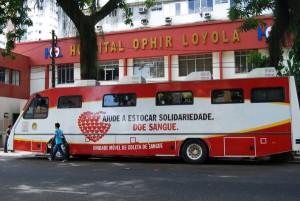 HOSPITAL OPHIR LOYOLA
AJUDE A ESTOCAR SOLIDARIEDADE.
DOE SANGUE.
UNIDADE MÓVEL DE COLETA DE SANGUE